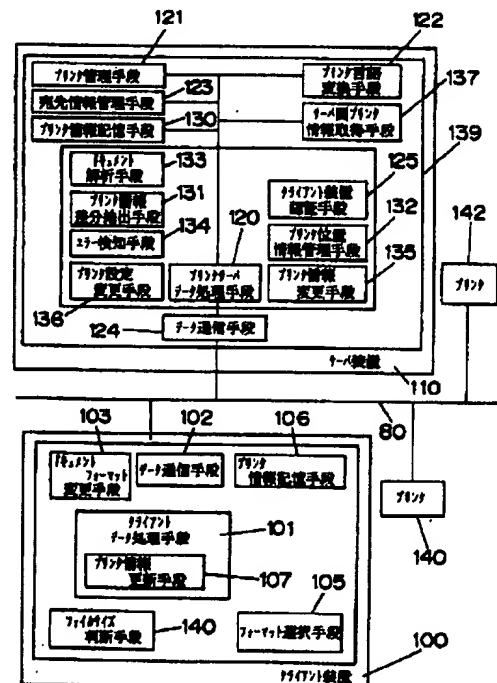 121
122
プリンタ管理手段
プリンタ言語
変換手段
123
宛先情報管理手段
137
130
プリンタ情報記憶手段
サーバ間プリンタ
情報取得手段
139
ドキュメント
解析手段
133
125
クライアント装置
認証手段
プリンタ情報
差分抽出手段
131
134
エラー検知手段
120
132
プリンタ位置
情報管理手段
142
プリンタ
プリンタ設定
変更手段
136
プリンタサーバ
データ処理手段
プリンタ情報
変更手段
135
124
データ通信手段
サーバ装置
110
80
103
102
106
ドキュメント
フォーマット
変更手段
データ通信手段
プリンタ
情報記憶手段
プリンタ
140
クライアント
データ処理手段
101
プリンタ情報
更新手段
107
105
ファイルサイズ
判断手段
140
フォーマット選択手段
100
クライアント装置